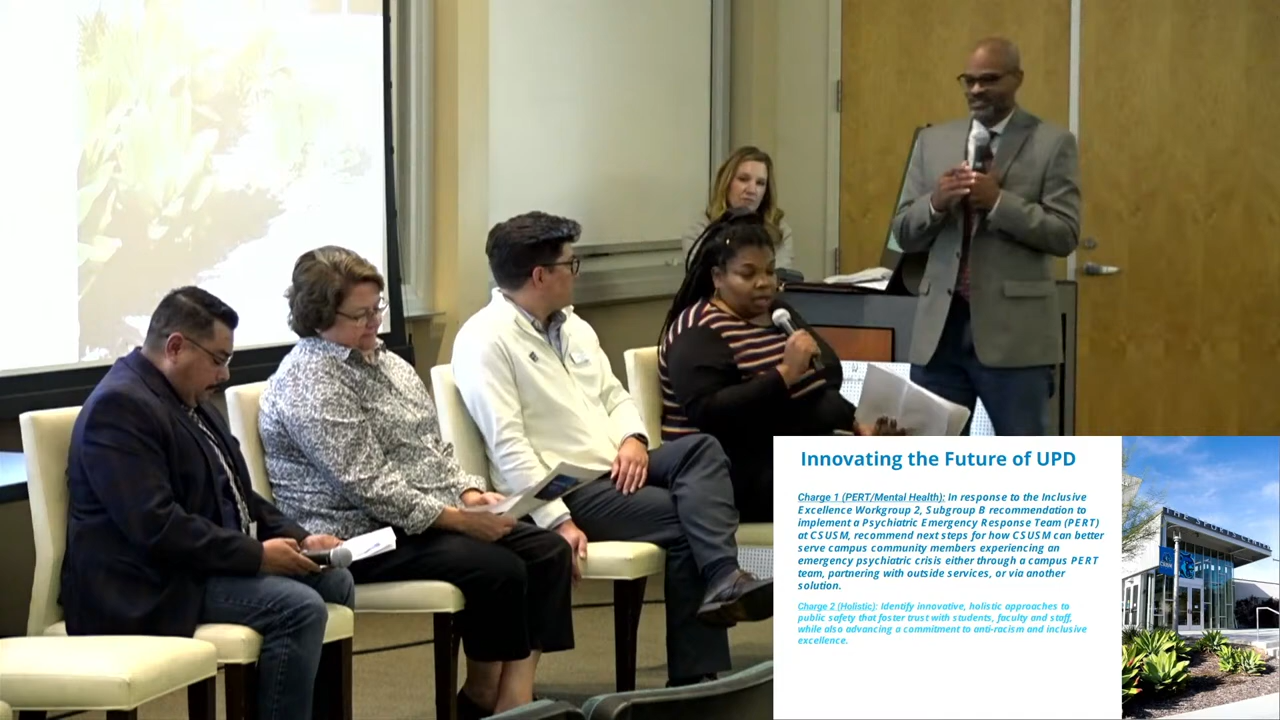 Innovating the Future of UPD
Charge 1 (PERT/Mental Health): In response to the Inclusive
Excellence Workgroup 2, Subgroup B recommendation to
implement a Psychiatric Emergency Response Team (PERT)
at CSUSM, recommend next steps for how CSUSM can better
serve campus community members experiencing an
emergency psychiatric crisis either through a campus PERT
team, partnering with outside services, or via another
solution.
Charge 2 (Holistic): Identify innovative, holistic approaches to
public safety that foster trust with students, faculty and staff,
while also advancing a commitment to anti-racism and inclusive
excellence.